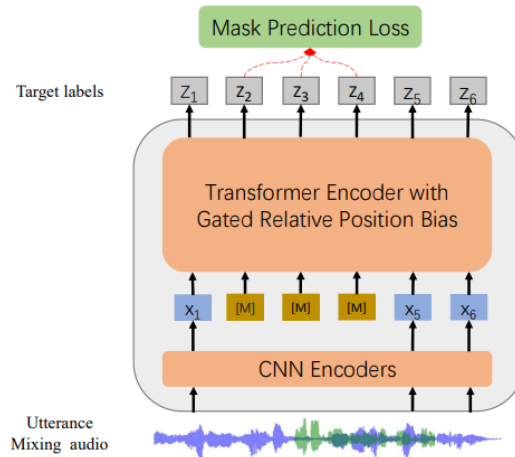 Mask Prediction Loss
Target labels
Z1 z2 z3 z4 Z5 Z6
Transformer Encoder with
Gated Relative Position Bias
x1 [M] [M] [M] x5 x6
CNN Encoders
Utterance
Mixing audio